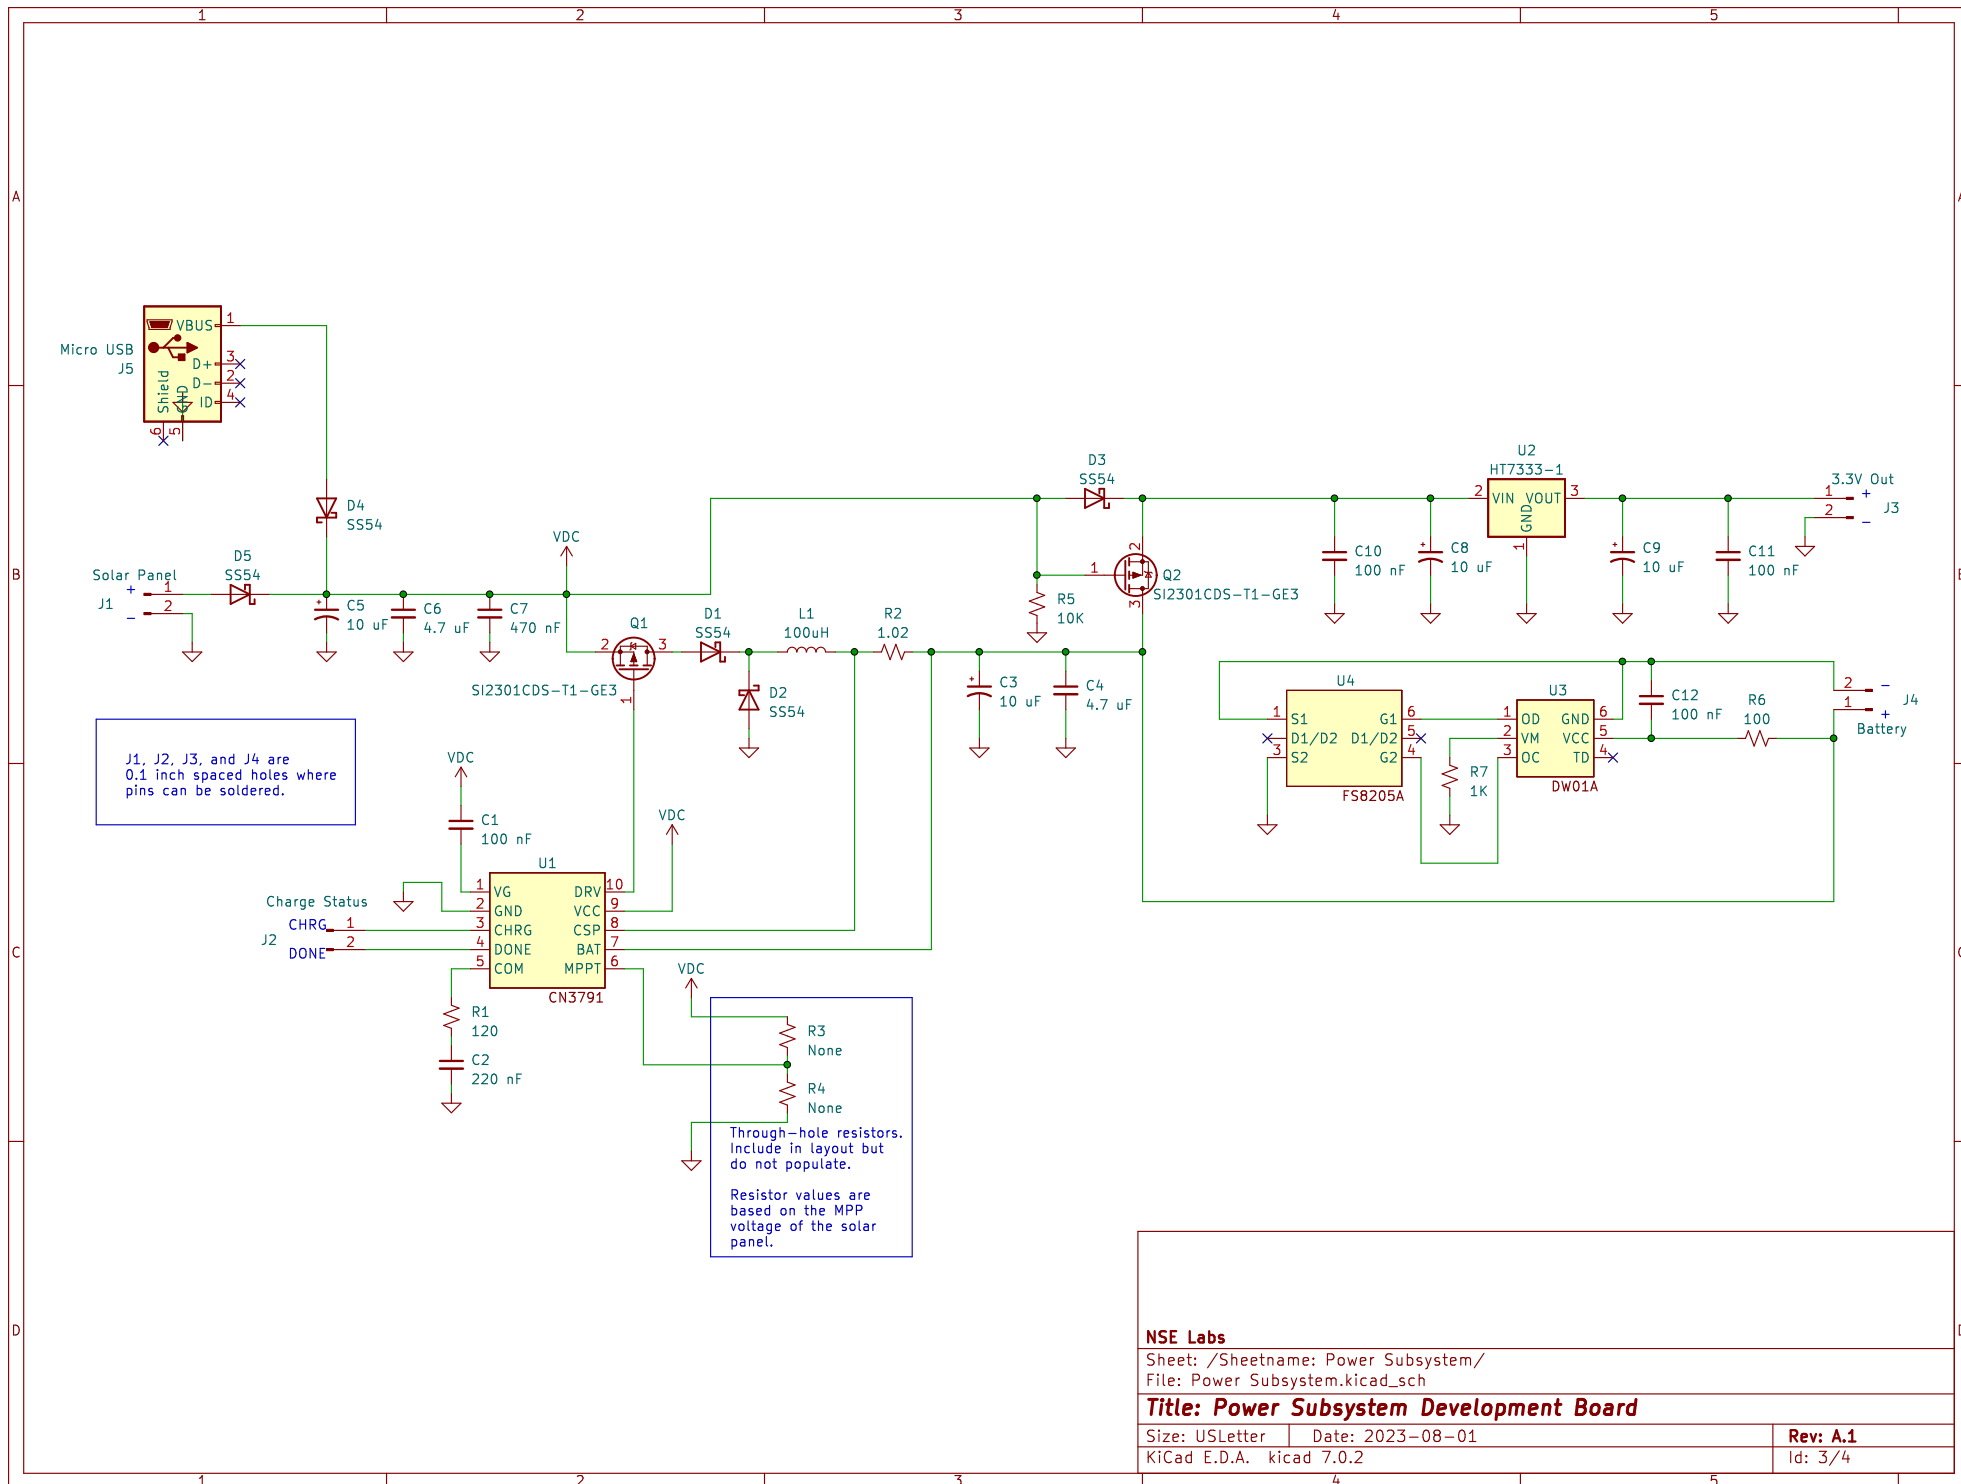 1 2 3 4 5
A
B
C
D
Micro USB
J5
VBUS 1
D+ 3
D- 2
ID 4
Shield
GND
6 5
D4
SS54
D5
SS54
Solar Panel
+ 1
J1
2
-
C5
10 uF
C6
4.7 uF
C7
470 nF
VDC
Q1
2 3
1
SI2301CDS-T1-GE3
D1
SS54
D2
SS54
L1
100uH
R2
1.02
C3
10 uF
C4
4.7 uF
D3
SS54
R5
10K
1
2
3
Q2
SI2301CDS-T1-GE3
C10
100 nF
C8
10 uF
U2
HT7333-1
2 VIN VOUT 3
GND
1
C9
10 uF
C11
100 nF
3.3V Out
1 +
2 -
J3
U4
1 S1 G1 6
D1/D2 D1/D2 5
3 S2 G2 4
FS8205A
U3
1 OD GND 6
2 VM VCC 5
3 OC TD 4
DW01A
R7
1K
C12
100 nF
R6
100
2 -
1 +
J4
Battery
J1, J2, J3, and J4 are
0.1 inch spaced holes where
pins can be soldered.
VDC
C1
100 nF
VDC
U1
1 VG DRV 10
2 GND VCC 9
3 CHRG CSP 8
4 DONE BAT 7
5 COM MPPT 6
CN3791
Charge Status
CHRG 1
J2
DONE 2
R1
120
C2
220 nF
VDC
R3
None
R4
None
Through-hole resistors.
Include in layout but
do not populate.
Resistor values are
based on the MPP
voltage of the solar
panel.
NSE Labs
Sheet: /Sheetname: Power Subsystem/
File: Power Subsystem.kicad_sch
Title: Power Subsystem Development Board
Size: USLetter Date: 2023-08-01 Rev: A.1
KiCad E.D.A. kicad 7.0.2 Id: 3/4
1 2 3 4 5